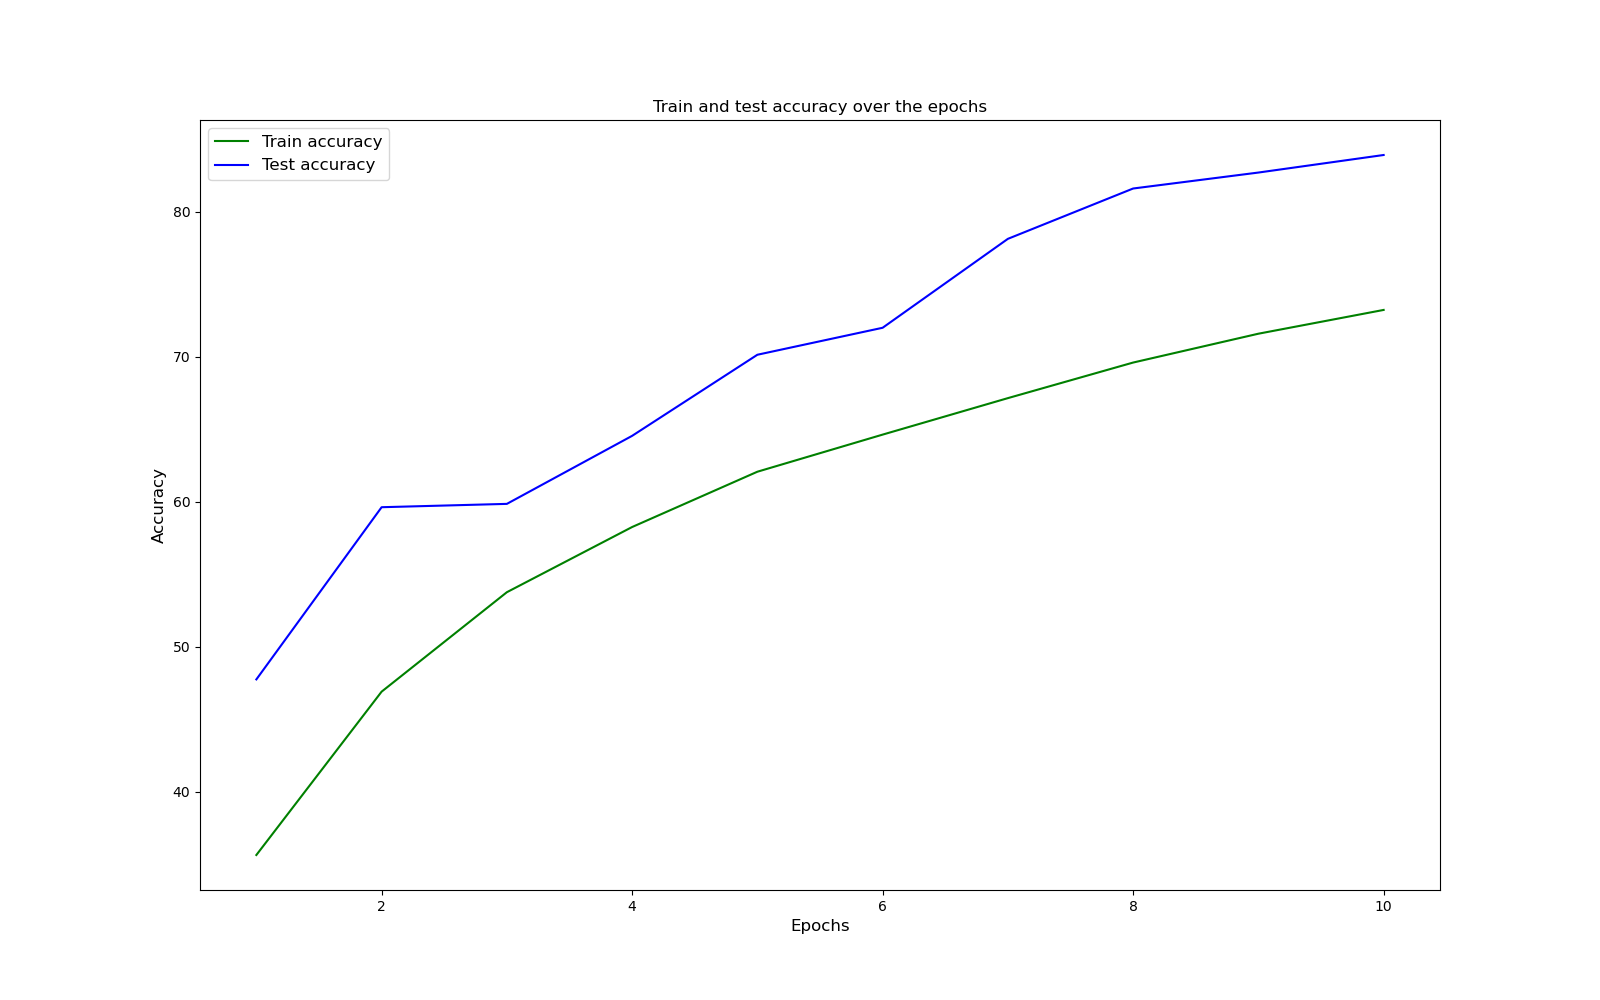 Train and test accuracy over the epochs
Train accuracy
Test accuracy
80
70
60
50
40
Accuracy
2 4 6 8 10
Epochs